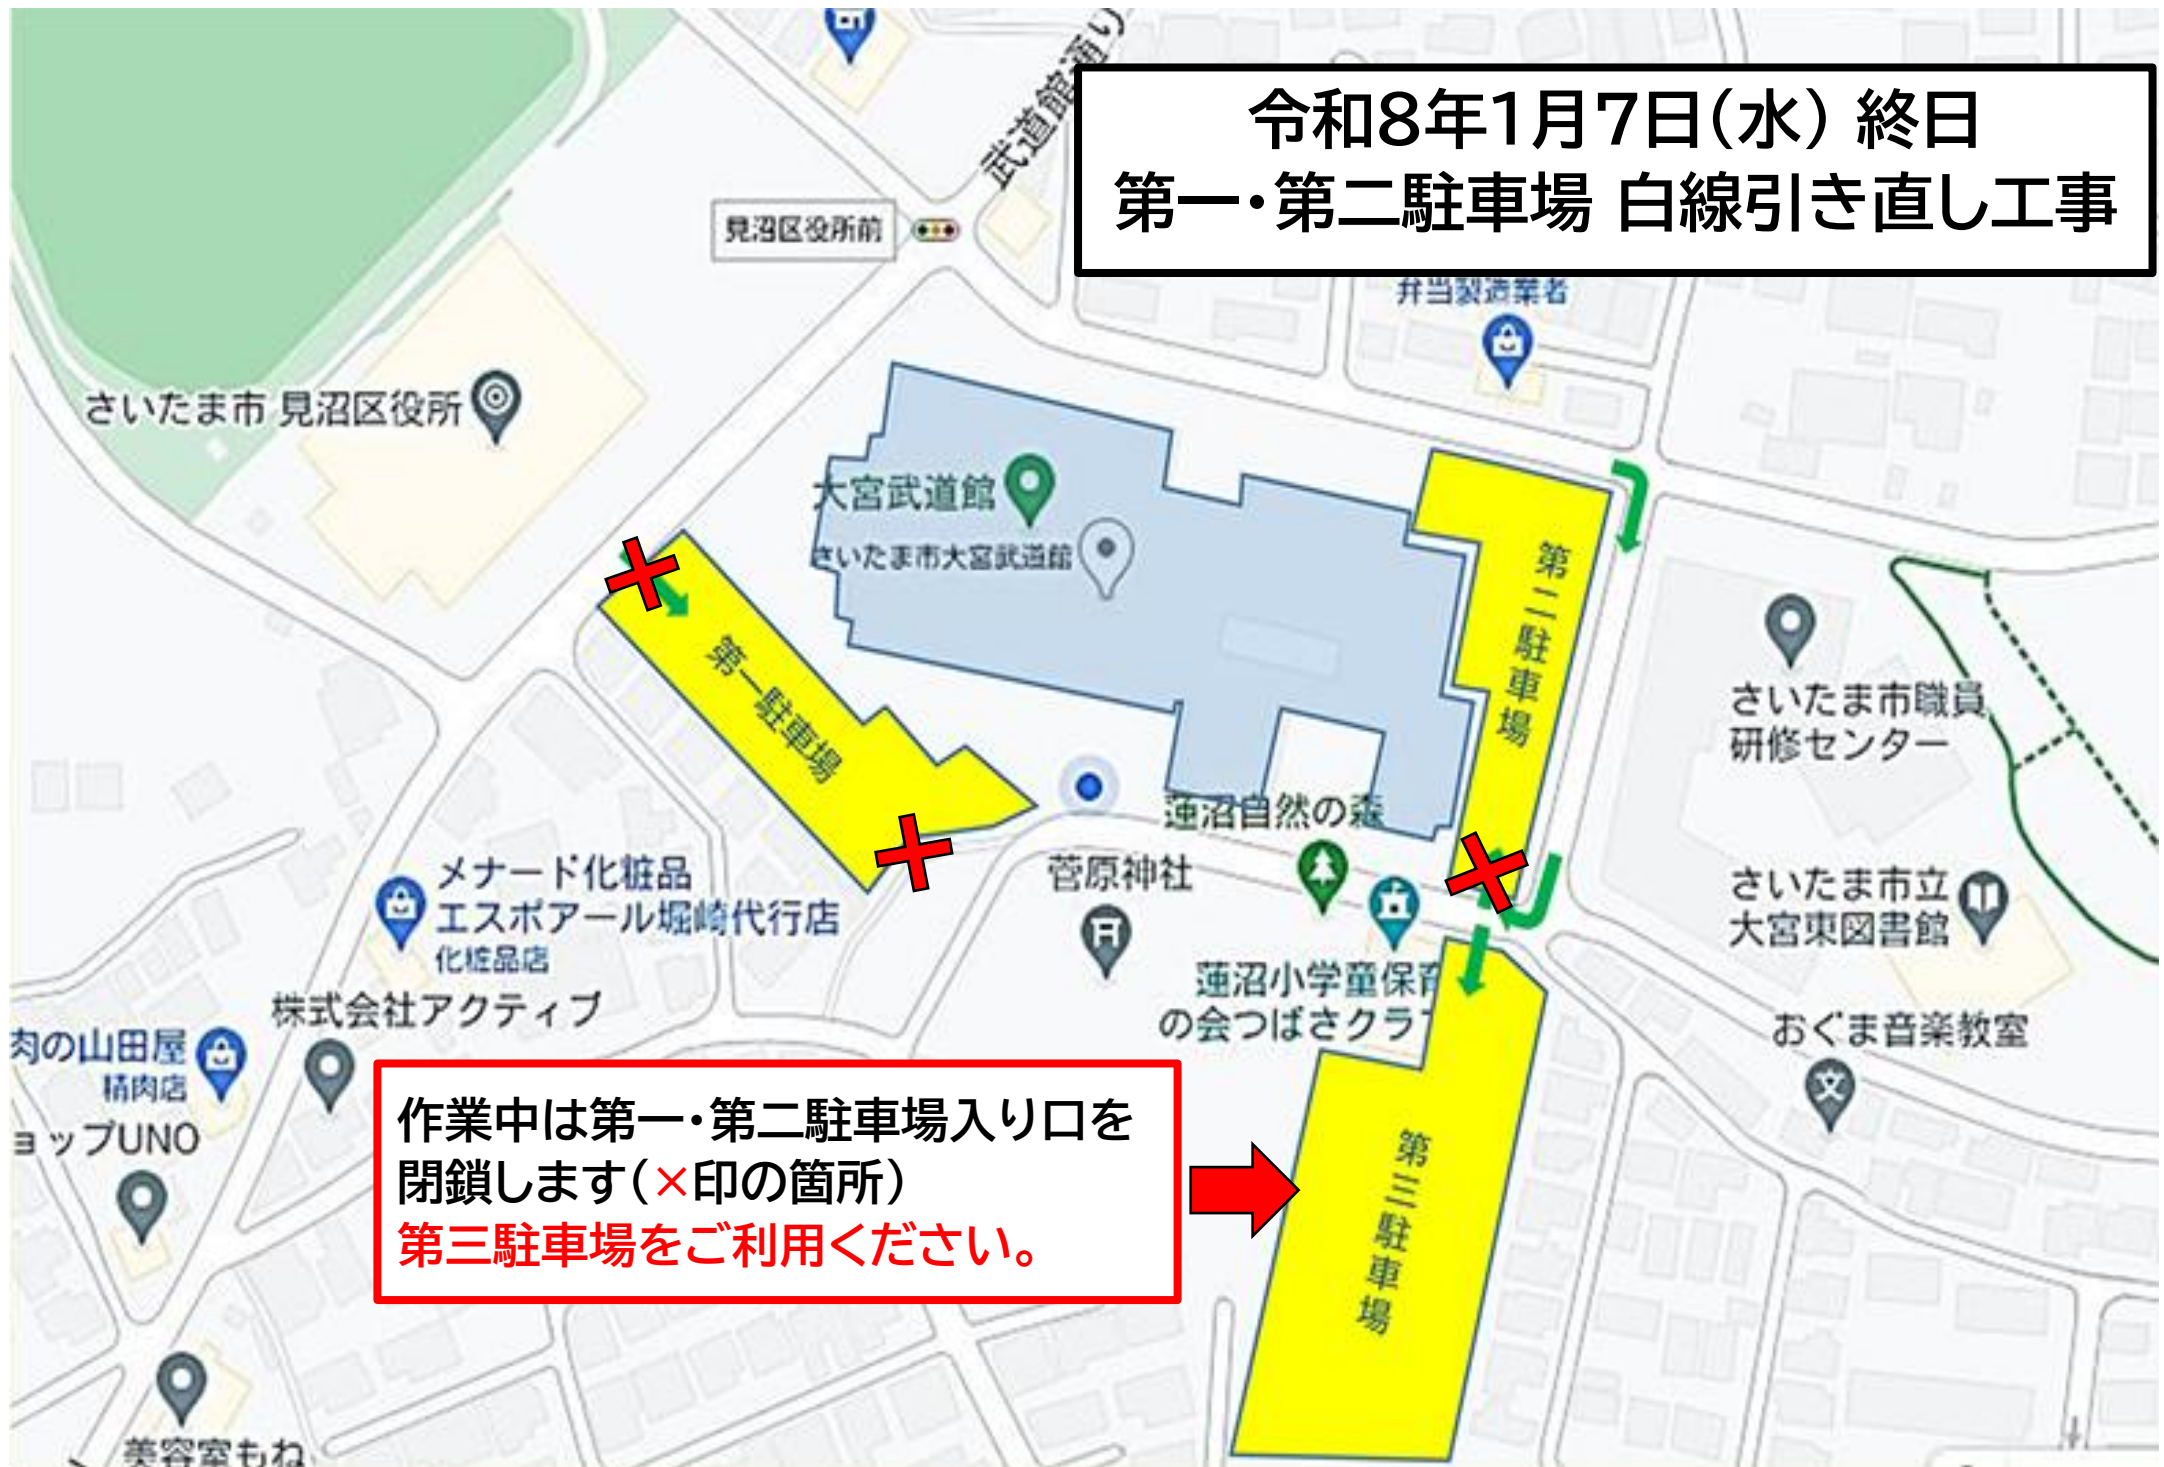 武道館通り
令和8年1月7日(水) 終日
第一・第二駐車場 白線引き直し工事
見沼区役所前
弁当製造業者
さいたま市 見沼区役所
大宮武道館
さいたま市大宮武道館
第二駐車場
第一駐車場
さいたま市職員
研修センター
蓮沼自然の森
菅原神社
メナード化粧品
エスポアール堀崎代行店
化粧品店
さいたま市立
大宮東図書館
蓮沼小学童保育
の会つばさクラブ
株式会社アクティブ
おぐま音楽教室
肉の山田屋
精肉店
ョップUNO
作業中は第一・第二駐車場入り口を
閉鎖します(×印の箇所)
第三駐車場をご利用ください。
第三駐車場
美容室もね